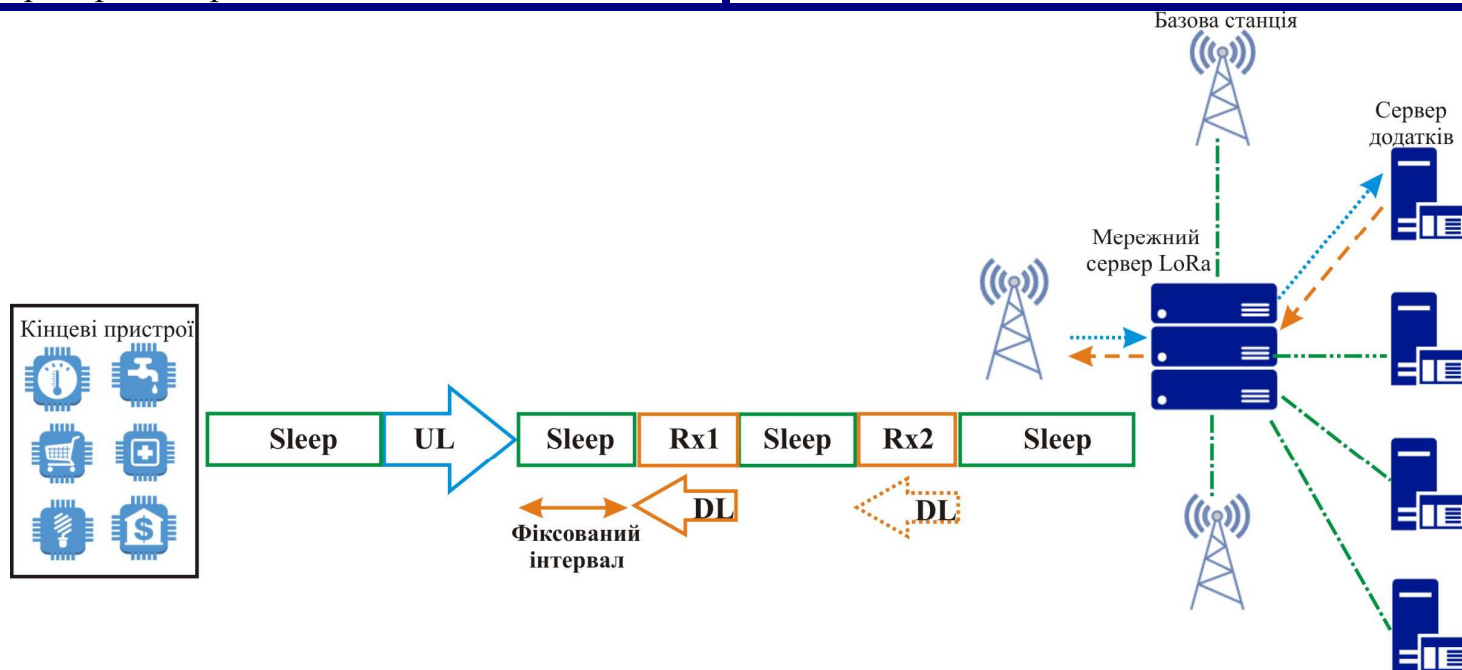 Базова станція
Сервер
додатків
Мережний
сервер LoRa
Кінцеві пристрої
Sleep
UL
Sleep
Rx1
Sleep
Rx2
Sleep
DL
DL
Фіксований
інтервал
$